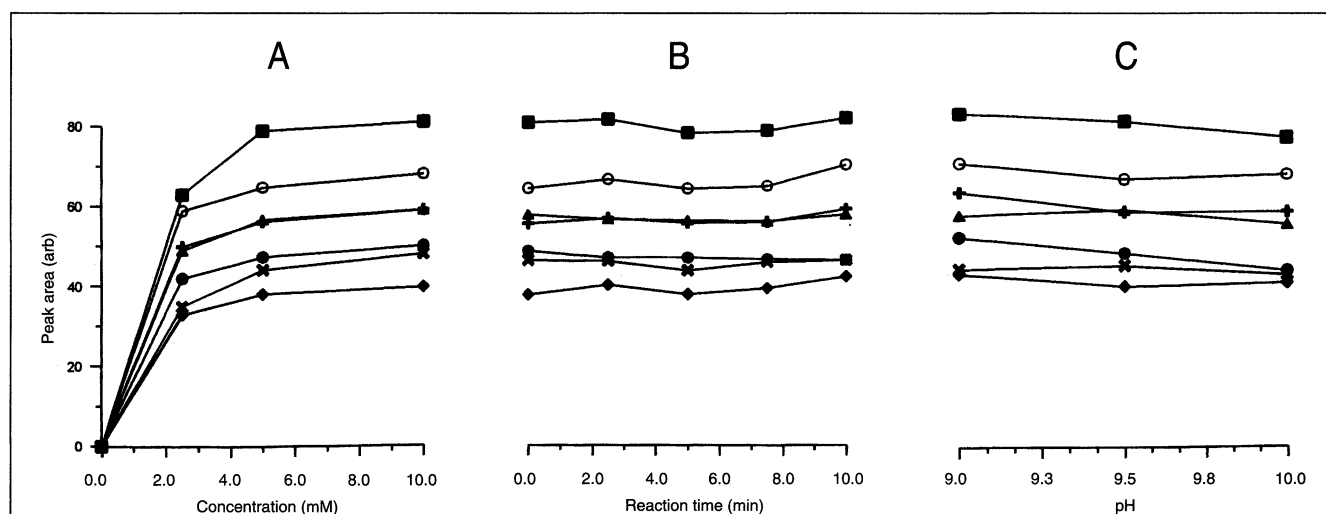 A B C
80
60
40
20
0
Peak area (arb)
0.0 2.0 4.0 6.0 8.0 10.0
Concentration (mM)
0.0 2.0 4.0 6.0 8.0 10.0
Reaction time (min)
9.0 9.3 9.5 9.8 10.0
pH